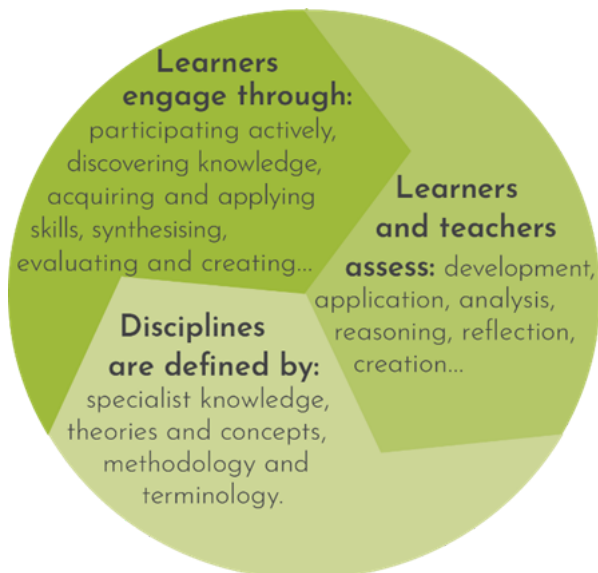 Learners
engage through:
participating actively,
discovering knowledge,
acquiring and applying
skills, synthesising,
evaluating and creating...
Learners
and teachers
assess: development,
application, analysis,
reasoning, reflection,
creation...
Disciplines
are defined by:
specialist knowledge,
theories and concepts,
methodology and
terminology.